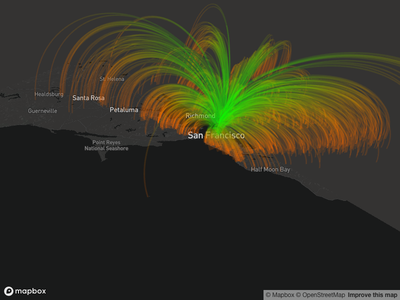 St. Helena
Healdsburg
Santa Rosa
Guerneville
Petaluma
Richmond
San Francisco
Point Reyes
National Seashore
Half Moon Bay
mapbox
© Mapbox © OpenStreetMap Improve this map